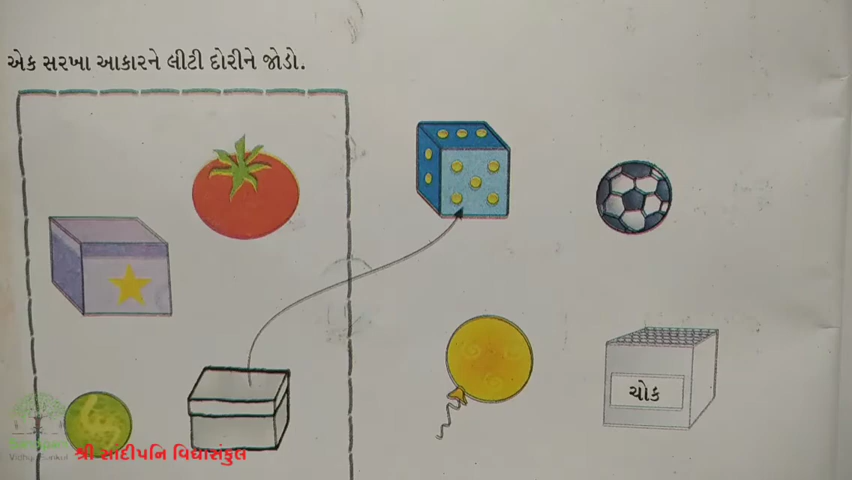 એક સરખા આકારને લીટી દોરીને જોડો.
ચોક
શ્રી સાંદીપનિ વિદ્યાસંકુલ